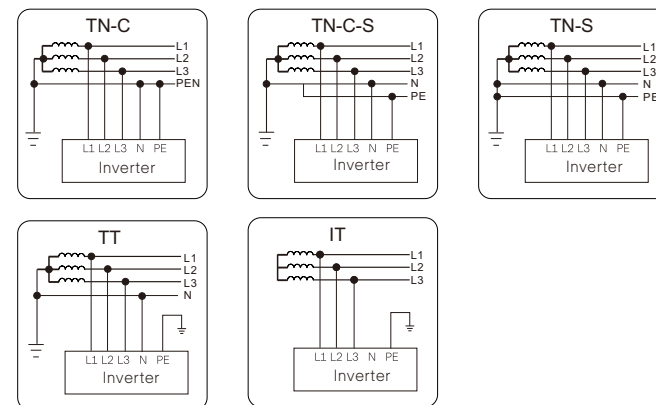 TN-C
L1
L2
L3
PEN
L1 L2 L3 N PE
Inverter
TN-C-S
L1
L2
L3
N
PE
L1 L2 L3 N PE
Inverter
TN-S
L1
L2
L3
N
PE
L1 L2 L3 N PE
Inverter
TT
L1
L2
L3
N
L1 L2 L3 N PE
Inverter
IT
L1
L2
L3
L1 L2 L3 N PE
Inverter